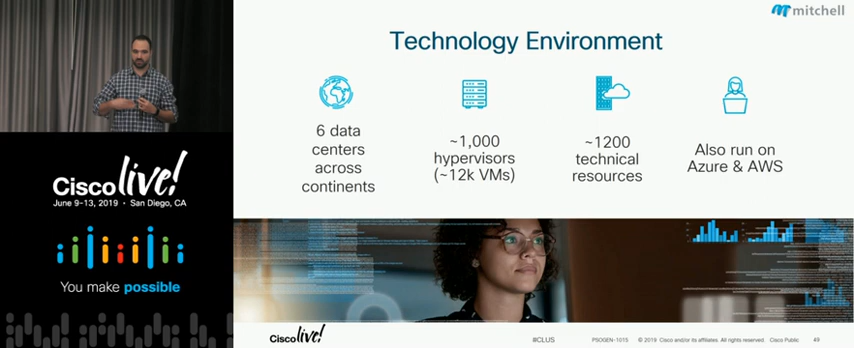 mitchell
Technology Environment
6 data
centers
across
continents
~1,000
hypervisors
(~12k VMs)
~1200
technical
resources
Also run on
Azure & AWS
Cisco live!
June 9-13, 2019 • San Diego, CA
You make possible
Cisco live!
#CLUS
PSOGEN-1015
© 2019 Cisco and/or its affiliates. All rights reserved. Cisco Public
49